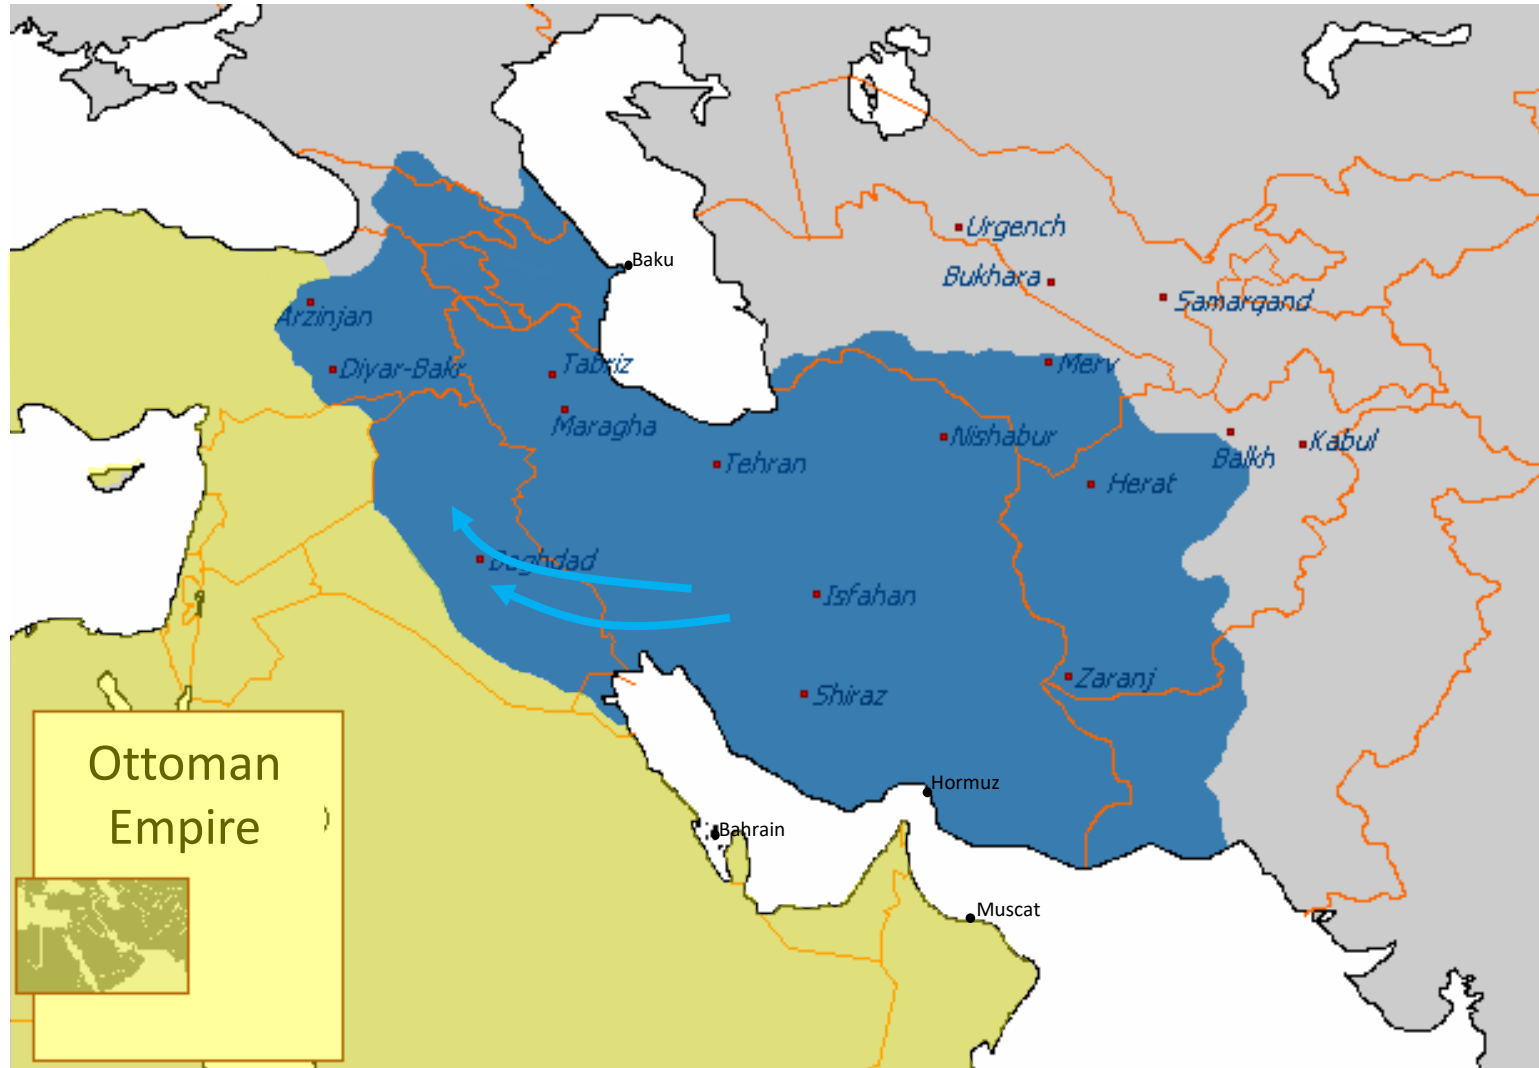 Urgench
Baku
Bukhara
Samarqand
Arzinjan
Diyar-Bakr
Tabriz
Merv
Maragha
Nishabur
Kabul
Tehran
Balkh
Herat
Baghdad
Isfahan
Shiraz
Zaranj
Ottoman
Empire
Hormuz
Bahrain
Muscat